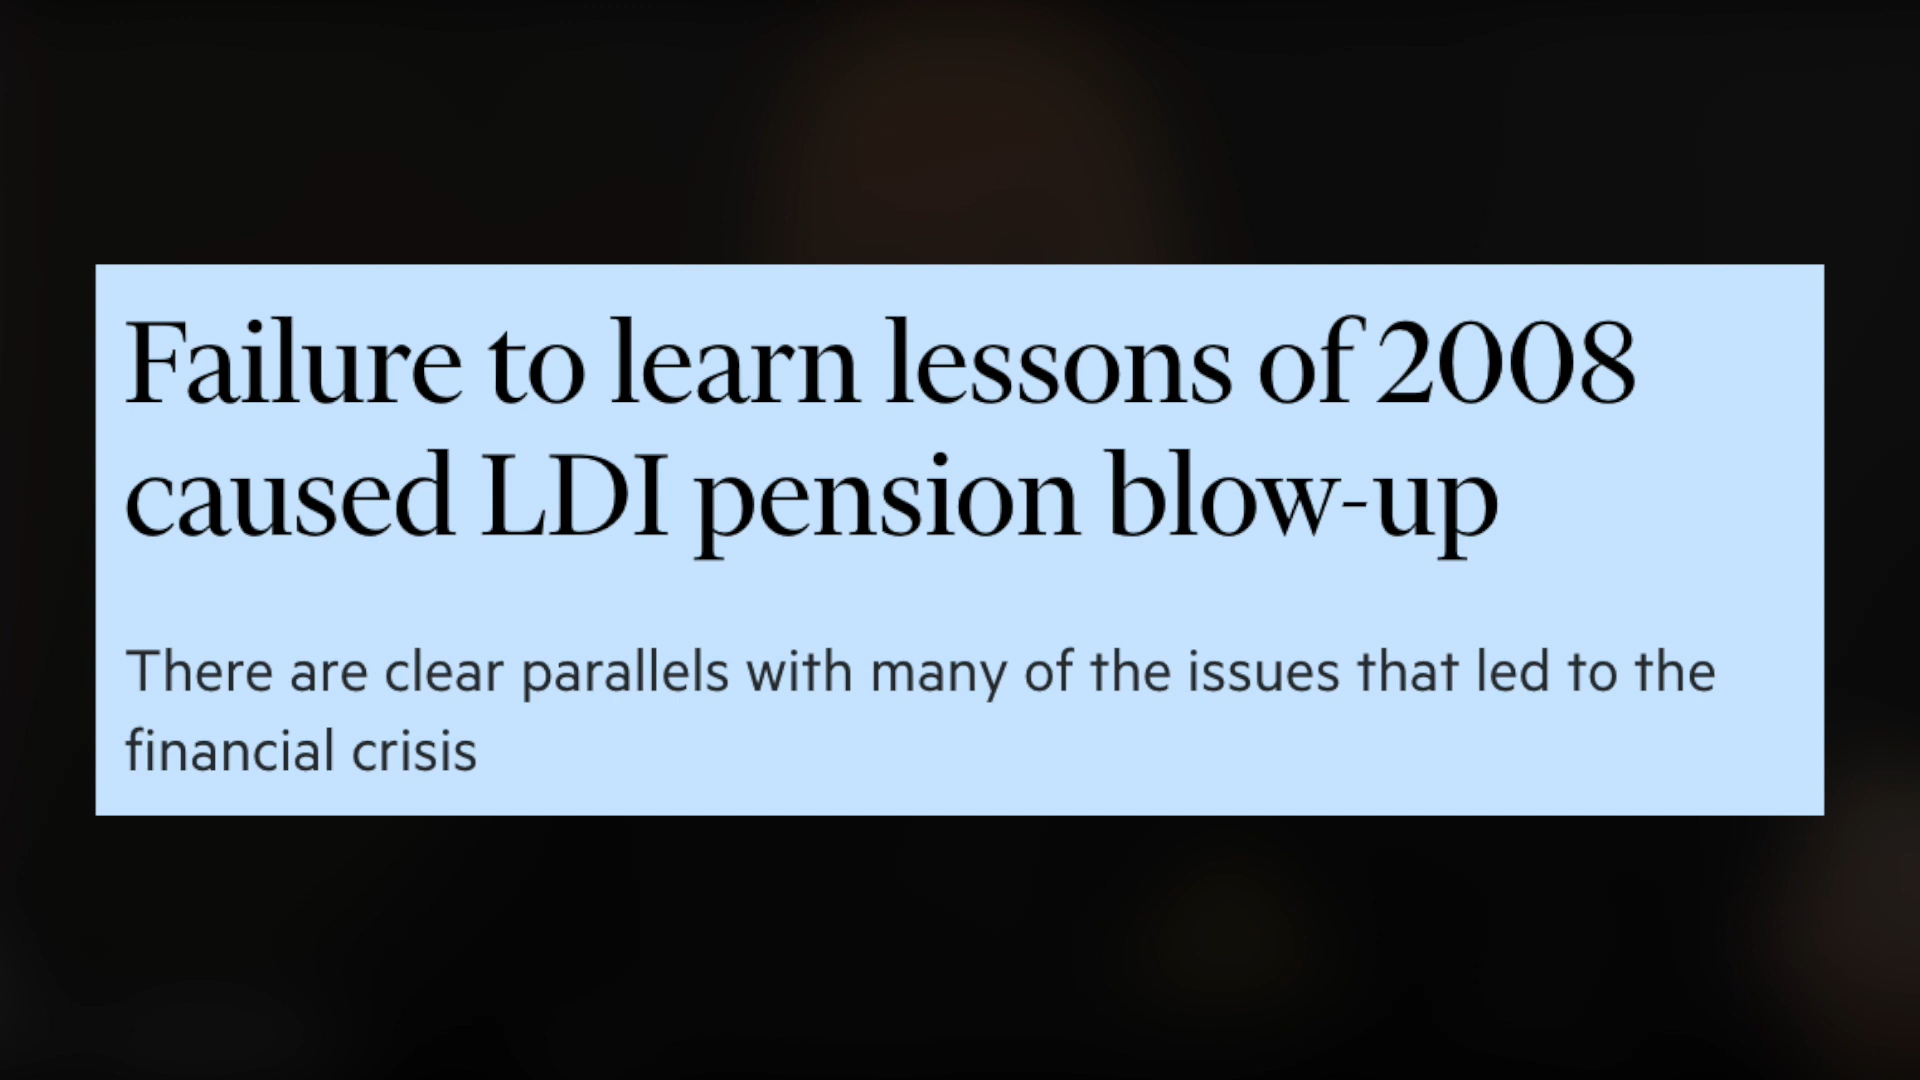 Failure to learn lessons of 2008
caused LDI pension blow-up
There are clear parallels with many of the issues that led to the
financial crisis